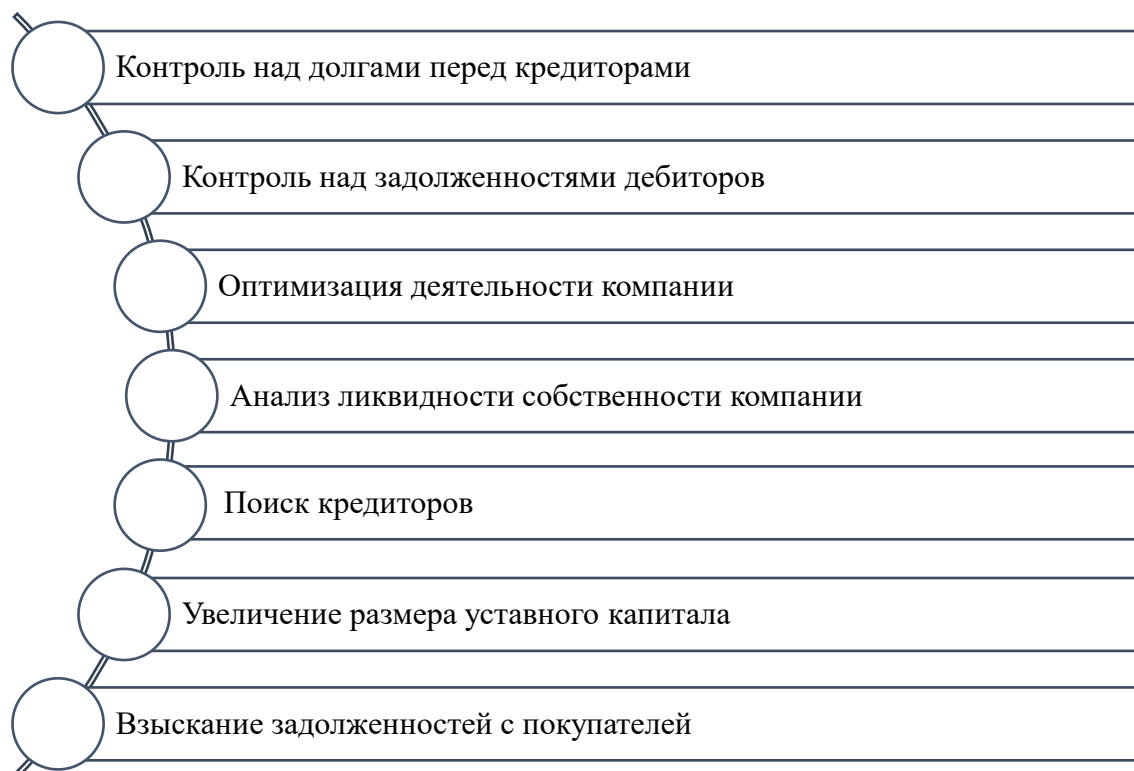 Контроль над долгами перед кредиторами
Контроль над задолженностями дебиторов
Оптимизация деятельности компании
Анализ ликвидности собственности компании
Поиск кредиторов
Увеличение размера уставного капитала
Взыскание задолженностей с покупателей